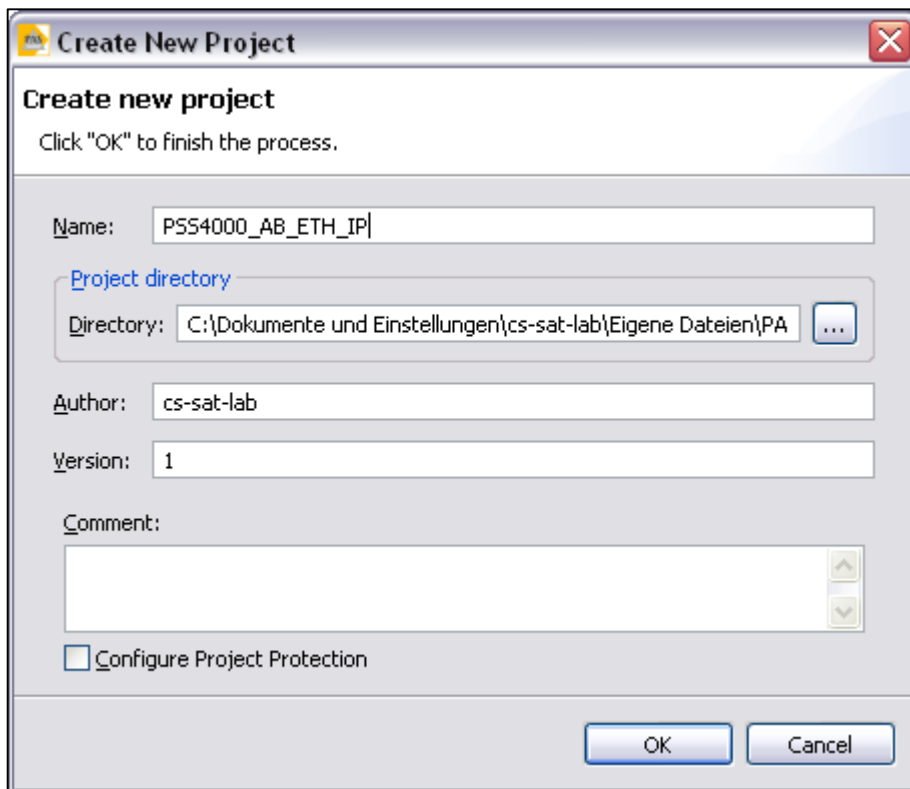 Create New Project
Create new project
Click "OK" to finish the process.
Name: PSS4000_AB_ETH_IP
Project directory
Directory: C:\Dokumente und Einstellungen\cs-sat-lab\Eigene Dateien\PA ...
Author: cs-sat-lab
Version: 1
Comment:
Configure Project Protection
OK Cancel